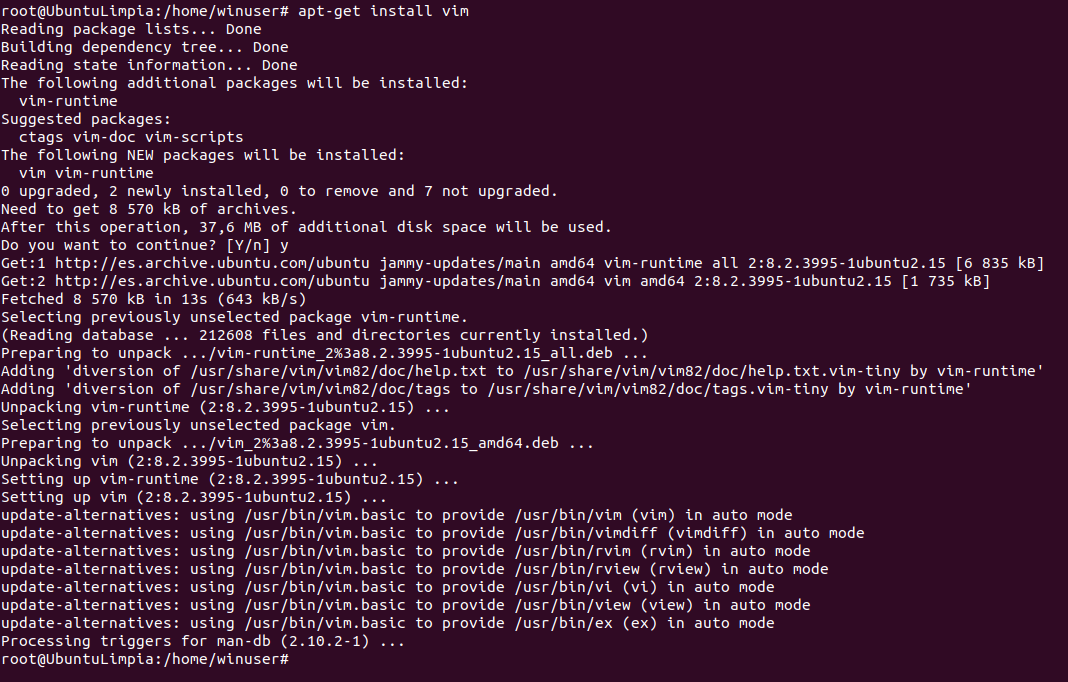 root@UbuntuLimpia:/home/winuser# apt-get install vim
Reading package lists... Done
Building dependency tree... Done
Reading state information... Done
The following additional packages will be installed:
  vim-runtime
Suggested packages:
  ctags vim-doc vim-scripts
The following NEW packages will be installed:
  vim vim-runtime
0 upgraded, 2 newly installed, 0 to remove and 7 not upgraded.
Need to get 8 570 kB of archives.
After this operation, 37,6 MB of additional disk space will be used.
Do you want to continue? [Y/n] y
Get:1 http://es.archive.ubuntu.com/ubuntu jammy-updates/main amd64 vim-runtime all 2:8.2.3995-1ubuntu2.15 [6 835 kB]
Get:2 http://es.archive.ubuntu.com/ubuntu jammy-updates/main amd64 vim amd64 2:8.2.3995-1ubuntu2.15 [1 735 kB]
Fetched 8 570 kB in 13s (643 kB/s)
Selecting previously unselected package vim-runtime.
(Reading database ... 212608 files and directories currently installed.)
Preparing to unpack .../vim-runtime_2%3a8.2.3995-1ubuntu2.15_all.deb ...
Adding 'diversion of /usr/share/vim/vim82/doc/help.txt to /usr/share/vim/vim82/doc/help.txt.vim-tiny by vim-runtime'
Adding 'diversion of /usr/share/vim/vim82/doc/tags to /usr/share/vim/vim82/doc/tags.vim-tiny by vim-runtime'
Unpacking vim-runtime (2:8.2.3995-1ubuntu2.15) ...
Selecting previously unselected package vim.
Preparing to unpack .../vim_2%3a8.2.3995-1ubuntu2.15_amd64.deb ...
Unpacking vim (2:8.2.3995-1ubuntu2.15) ...
Setting up vim-runtime (2:8.2.3995-1ubuntu2.15) ...
Setting up vim (2:8.2.3995-1ubuntu2.15) ...
update-alternatives: using /usr/bin/vim.basic to provide /usr/bin/vim (vim) in auto mode
update-alternatives: using /usr/bin/vim.basic to provide /usr/bin/vimdiff (vimdiff) in auto mode
update-alternatives: using /usr/bin/vim.basic to provide /usr/bin/rvim (rvim) in auto mode
update-alternatives: using /usr/bin/vim.basic to provide /usr/bin/rview (rview) in auto mode
update-alternatives: using /usr/bin/vim.basic to provide /usr/bin/vi (vi) in auto mode
update-alternatives: using /usr/bin/vim.basic to provide /usr/bin/view (view) in auto mode
update-alternatives: using /usr/bin/vim.basic to provide /usr/bin/ex (ex) in auto mode
Processing triggers for man-db (2.10.2-1) ...
root@UbuntuLimpia:/home/winuser#